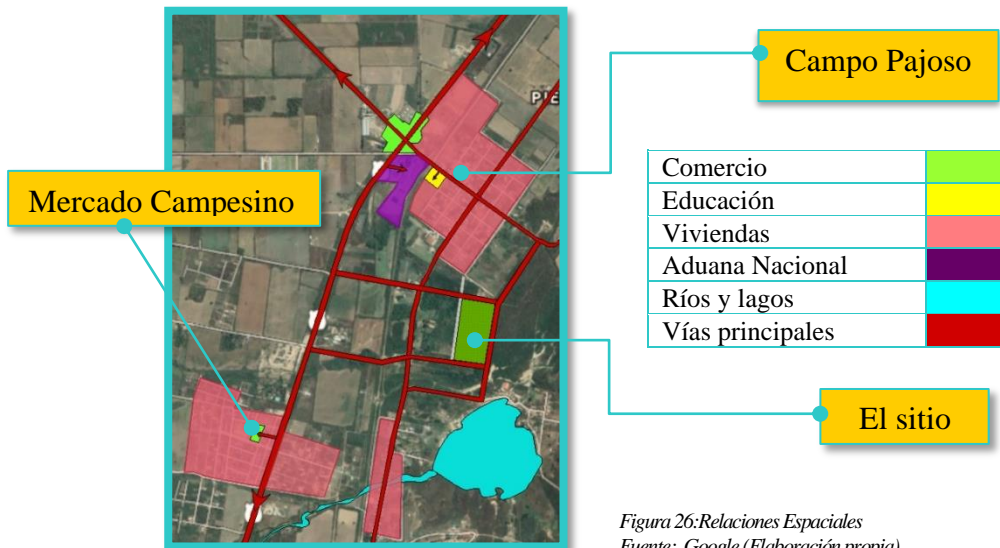 Campo Pajoso
PIE
Mercado Campesino
Comercio
Educación
Viviendas
Aduana Nacional
Ríos y lagos
Vías principales
El sitio
Figura 26:Relaciones Espaciales
Fuente: Google (Elaboración propia)